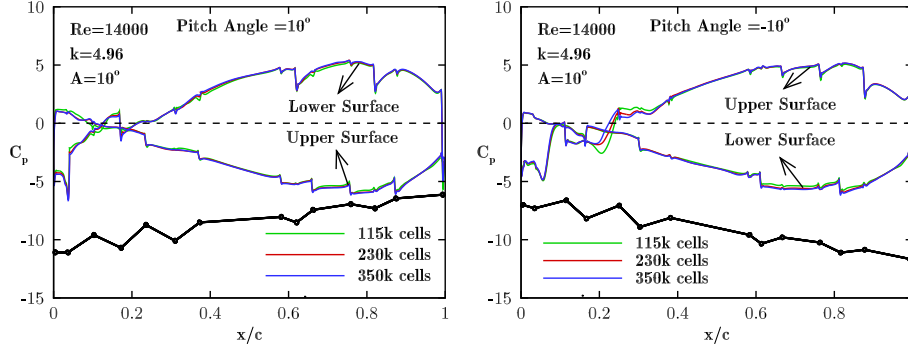 Re=14000
Pitch Angle =10°
k=4.96
A=10°
Lower Surface
Upper Surface
115k cells
230k cells
350k cells
10
5
0
-5
-10
-15
C_p
0
0.2
0.4
0.6
0.8
1
x/c
Re=14000
Pitch Angle =-10°
k=4.96
A=10°
Upper Surface
Lower Surface
115k cells
230k cells
350k cells
10
5
0
-5
-10
-15
C_p
0
0.2
0.4
0.6
0.8
1
x/c